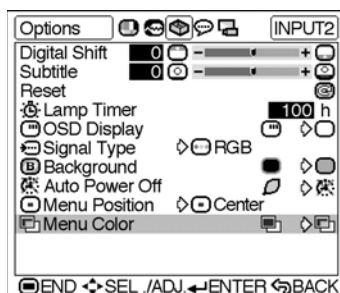 Options INPUT2
Digital Shift 0 − +
Subtitle 0 − +
Reset
Lamp Timer 100 h
OSD Display
Signal Type RGB
B Background
Auto Power Off
Menu Position Center
Menu Color
END SEL./ADJ. ENTER BACK